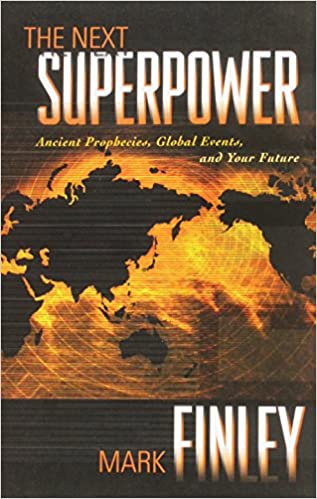 THE NEXT
SUPERPOWER
Ancient Prophecies, Global Events,
and Your Future
MARK FINLEY